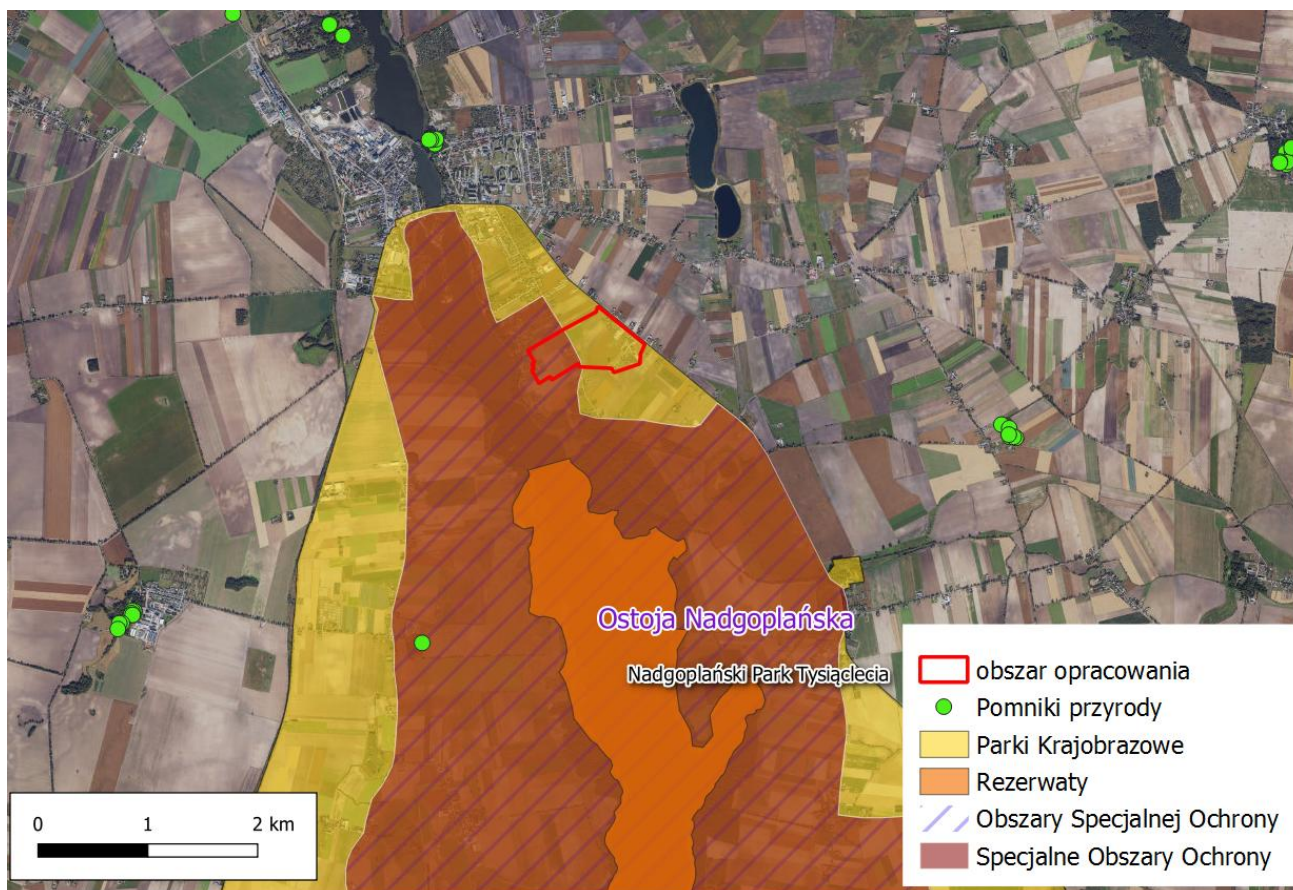 Ostoja Nadgoplańska
Nadgoplański Park Tysiąclecia
obszar opracowania
Pomniki przyrody
Parki Krajobrazowe
Rezerwaty
Obszary Specjalnej Ochrony
Specjalne Obszary Ochrony
0 1 2 km